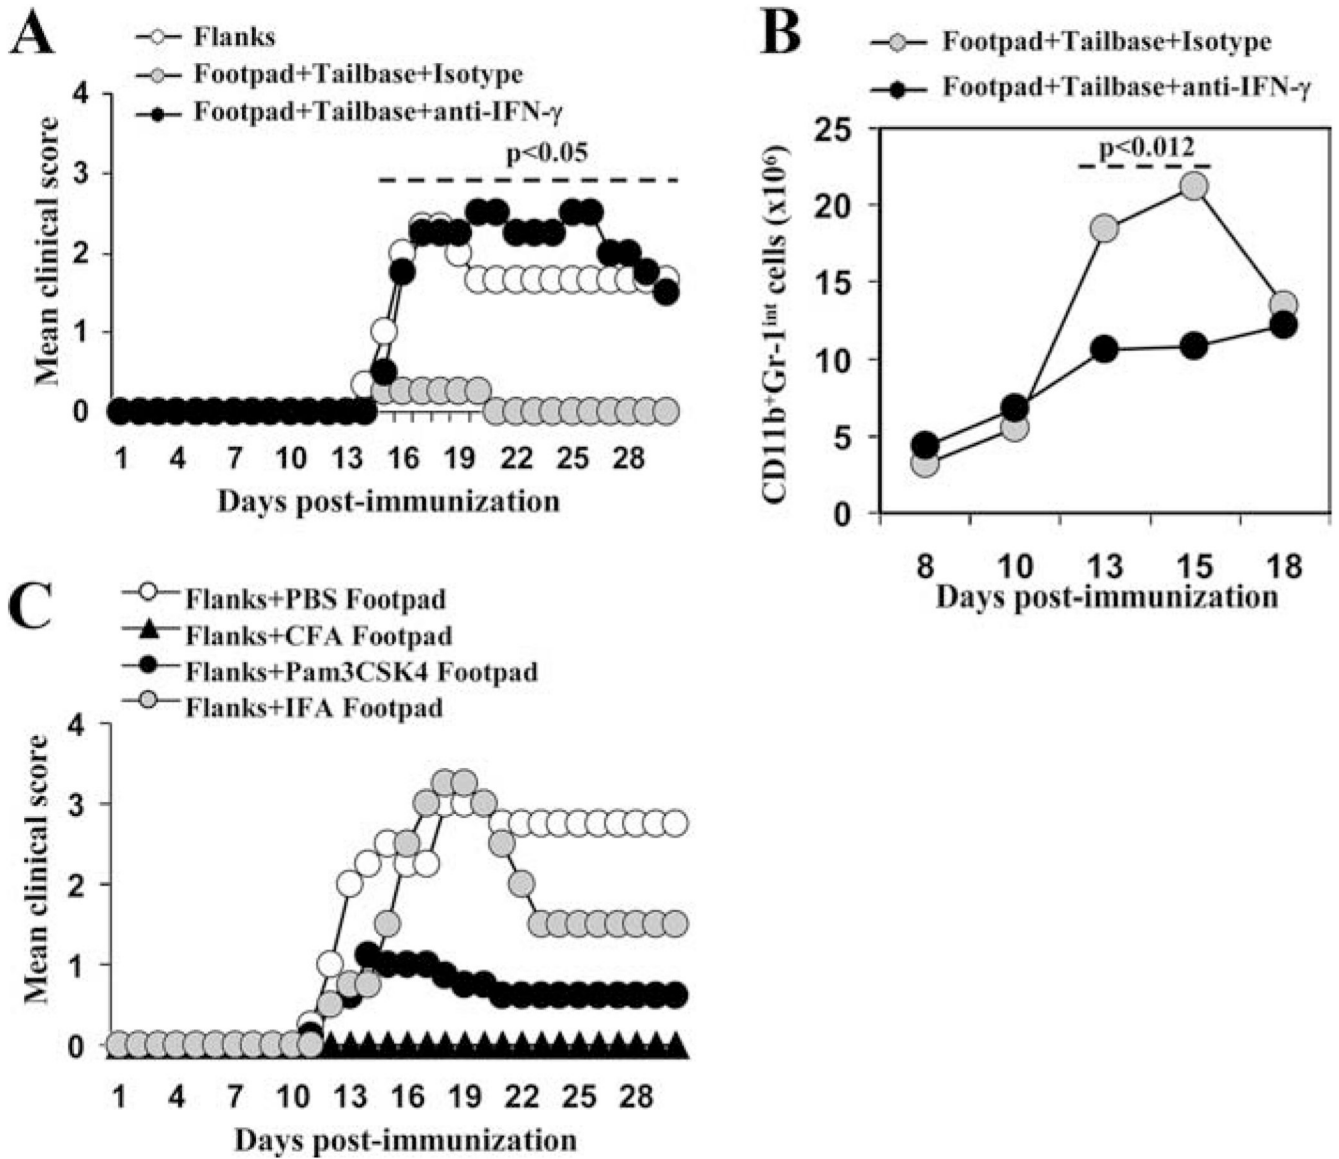 A
Flanks
Footpad+Tailbase+Isotype
Footpad+Tailbase+anti-IFN-γ
p<0.05
Mean clinical score
4
3
2
1
0
1 4 7 10 13 16 19 22 25 28
Days post-immunization
B
Footpad+Tailbase+Isotype
Footpad+Tailbase+anti-IFN-γ
p<0.012
CD11b⁺Gr-1ⁱⁿᵗ cells (x10⁶)
25
20
15
10
5
0
8 10 13 15 18
Days post-immunization
C
Flanks+PBS Footpad
Flanks+CFA Footpad
Flanks+Pam3CSK4 Footpad
Flanks+IFA Footpad
Mean clinical score
4
3
2
1
0
1 4 7 10 13 16 19 22 25 28
Days post-immunization